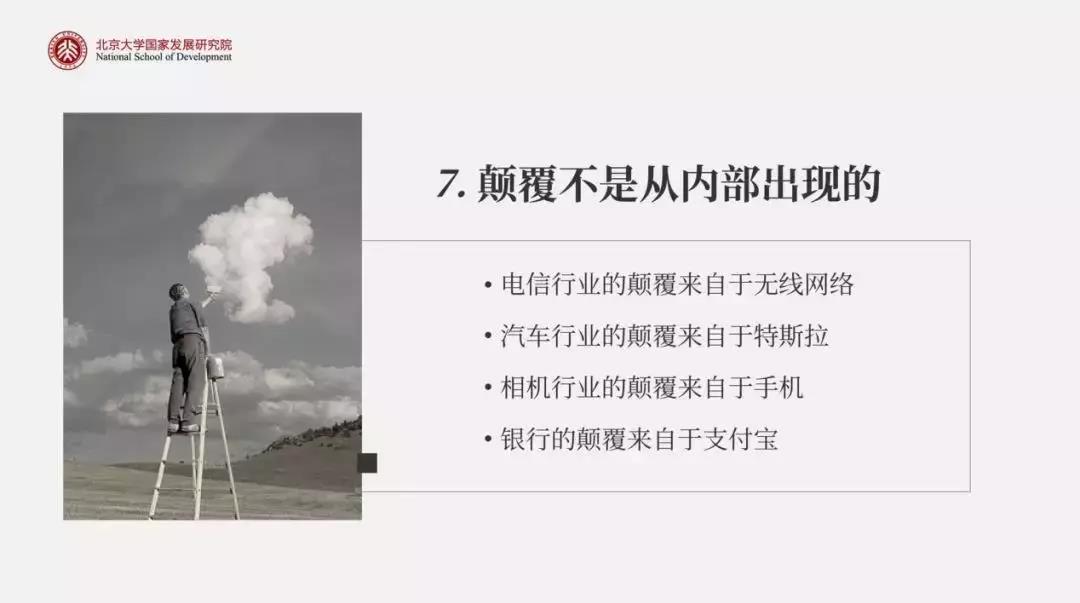 北京大学国家发展研究院
National School of Development
7. 颠覆不是从内部出现的
• 电信行业的颠覆来自于无线网络
• 汽车行业的颠覆来自于特斯拉
• 相机行业的颠覆来自于手机
• 银行的颠覆来自于支付宝